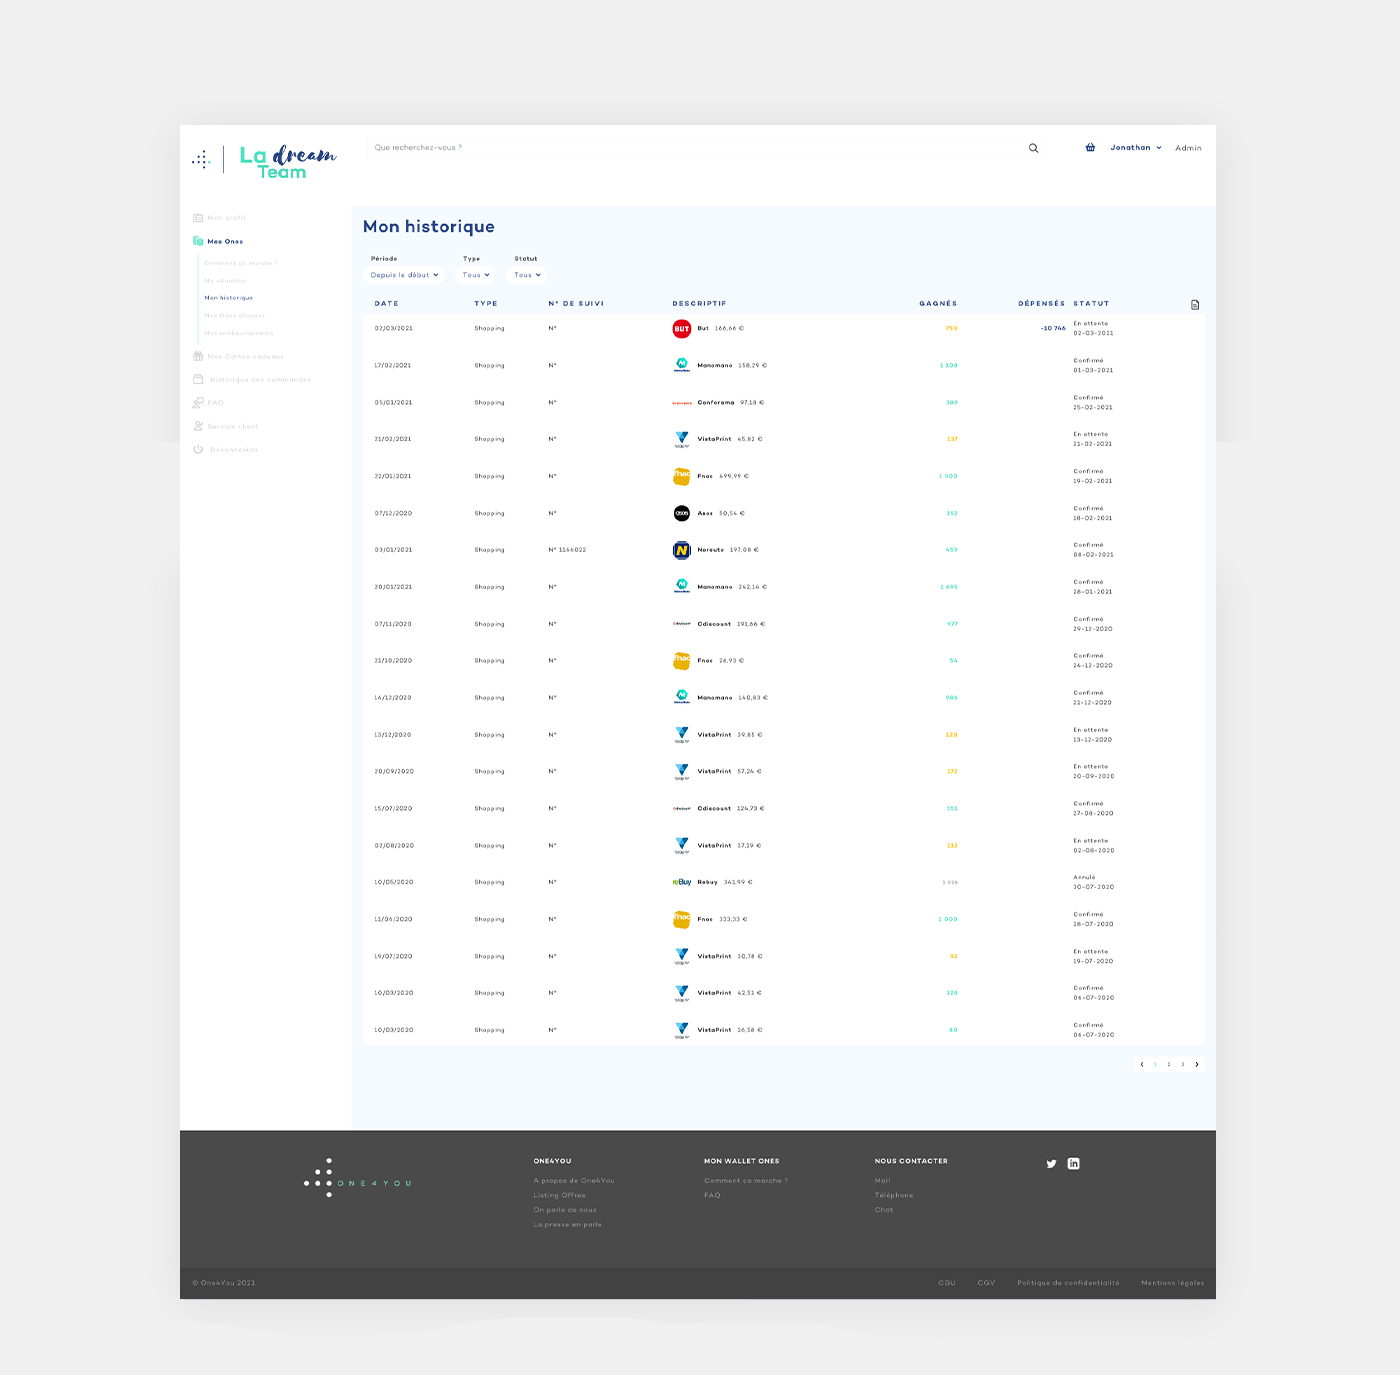 La dream
Team
Que recherchez-vous ?
Jonathan
Admin
Mon profil
Mes Ones
Comment ça marche ?
Ma situation
Mon historique
Mes Ones
Mes remboursements
Mes Cartes cadeaux
Historique des commandes
FAQ
Service client
Déconnexion
Mon historique
Période Type Statut
Depuis le début Tous Tous
DATE TYPE N° DE SUIVI DESCRIPTIF GAGNÉS DÉPENSÉS STATUT
02/03/2021 Shopping N° BUT But 166,66 € 750 -10 746 En attente 02-03-2021
17/02/2021 Shopping N° Manomano 158,29 € 1 108 Confirmé 01-03-2021
05/01/2021 Shopping N° Conforama 97,18 € 389 Confirmé 25-02-2021
21/02/2021 Shopping N° VistaPrint 45,82 € 137 En attente 21-02-2021
22/01/2021 Shopping N° fnac Fnac 499,99 € 1 500 Confirmé 19-02-2021
07/12/2020 Shopping N° asos Asos 50,54 € 152 Confirmé 18-02-2021
03/01/2021 Shopping N° 1166022 N Norauto 197,08 € 459 Confirmé 08-02-2021
20/01/2021 Shopping N° Manomano 242,14 € 1 695 Confirmé 28-01-2021
07/11/2020 Shopping N° Cdiscount 191,66 € 477 Confirmé 29-12-2020
21/10/2020 Shopping N° fnac Fnac 26,93 € 54 Confirmé 24-12-2020
14/12/2020 Shopping N° Manomano 140,83 € 986 Confirmé 21-12-2020
13/12/2020 Shopping N° VistaPrint 39,85 € 120 En attente 13-12-2020
20/09/2020 Shopping N° VistaPrint 57,24 € 172 En attente 20-09-2020
15/07/2020 Shopping N° Cdiscount 124,73 € 351 Confirmé 27-08-2020
02/08/2020 Shopping N° VistaPrint 37,19 € 112 En attente 02-08-2020
10/05/2020 Shopping N° reBuy Rebuy 341,99 € Annulé 30-07-2020
11/06/2020 Shopping N° fnac Fnac 333,33 € 1 000 Confirmé 28-07-2020
19/07/2020 Shopping N° VistaPrint 30,78 € 92 En attente 19-07-2020
10/03/2020 Shopping N° VistaPrint 42,51 € 128 Confirmé 06-07-2020
10/03/2020 Shopping N° VistaPrint 26,58 € 80 Confirmé 06-07-2020
1 2 3
ONE4YOU
ONE4YOU
A propos de One4You
Listing Offres
On parle de nous
La presse en parle
MON WALLET ONES
Comment ça marche ?
FAQ
NOUS CONTACTER
Mail
Téléphone
Chat
© One4You 2021
CGU CGV Politique de confidentialité Mentions légales